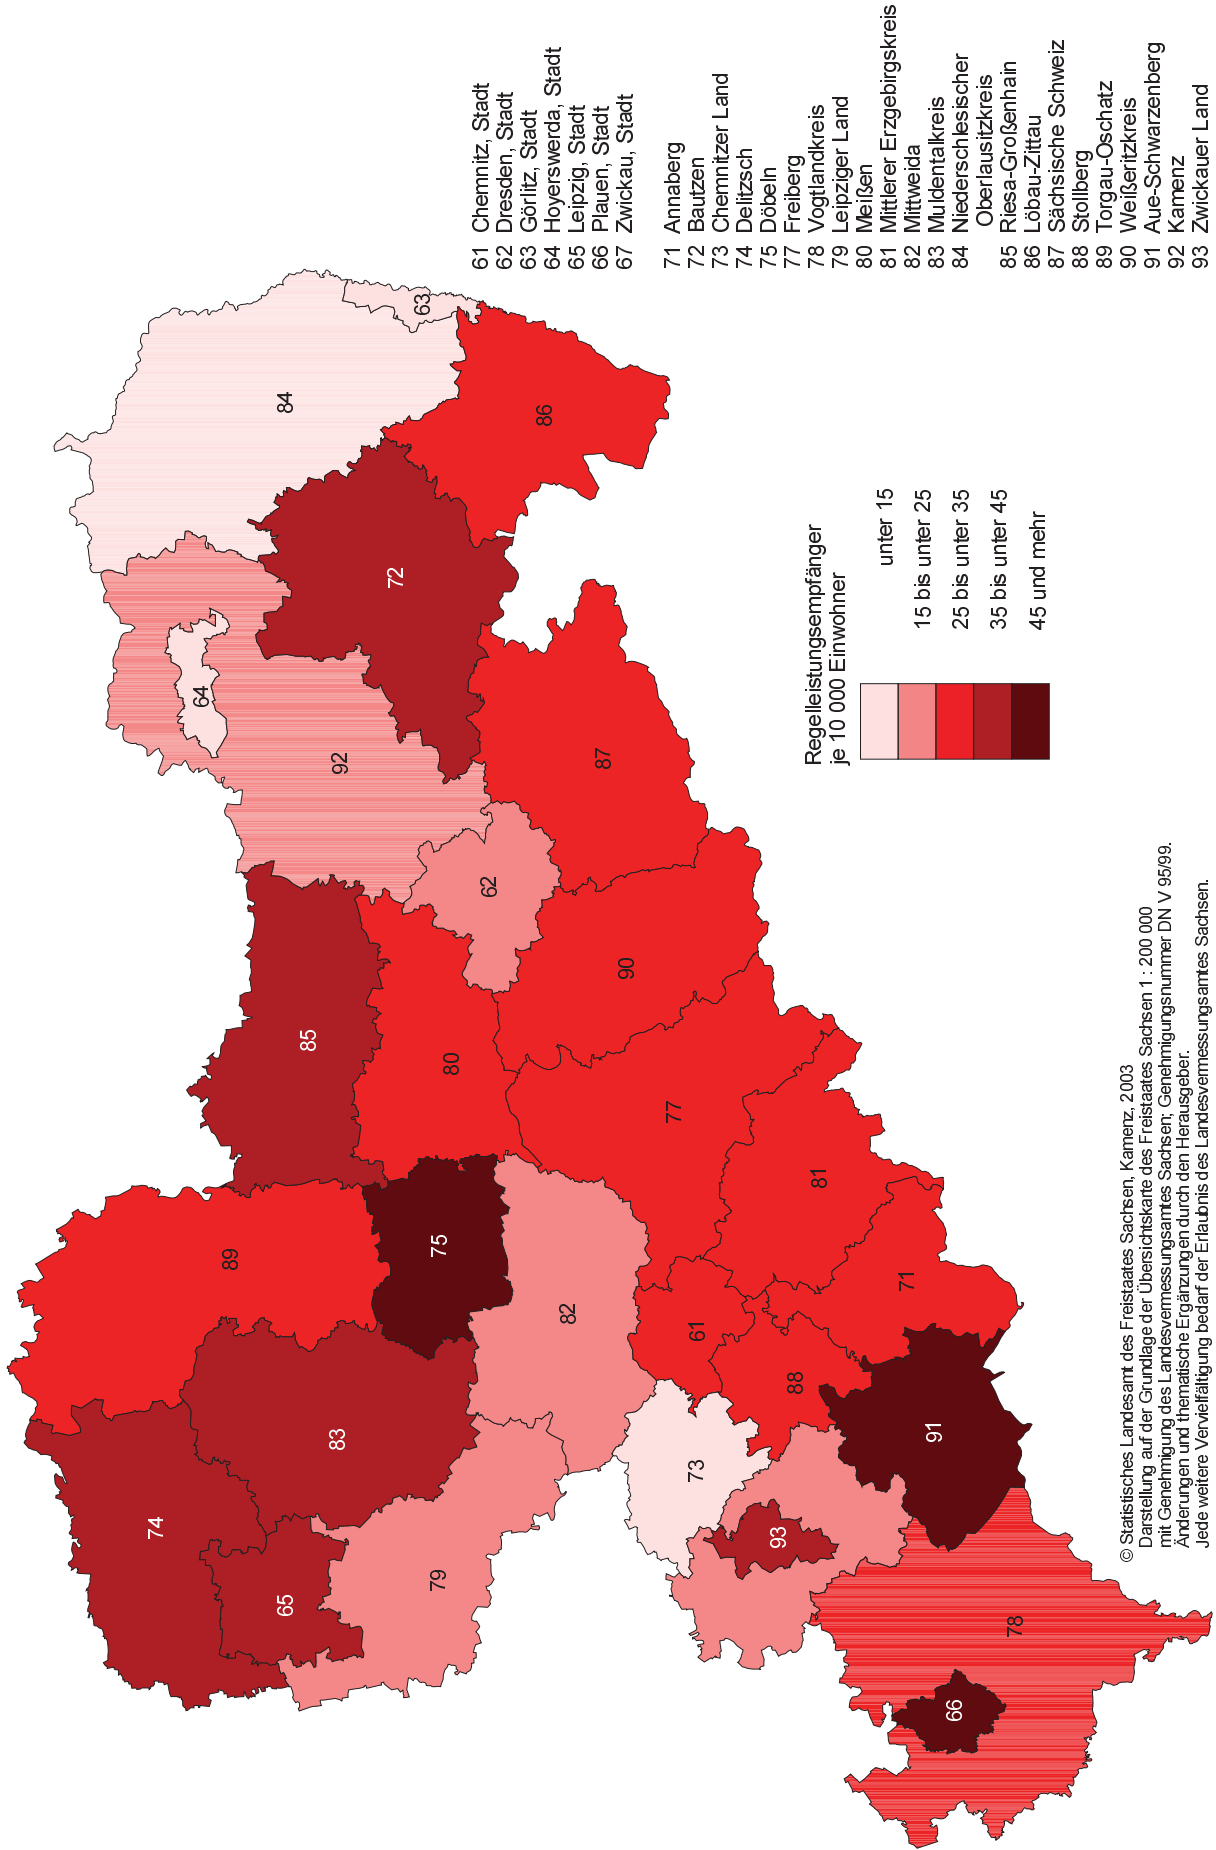 61 Chemnitz, Stadt
62 Dresden, Stadt
63 Görlitz, Stadt
64 Hoyerswerda, Stadt
65 Leipzig, Stadt
66 Plauen, Stadt
67 Zwickau, Stadt
71 Annaberg
72 Bautzen
73 Chemnitzer Land
74 Delitzsch
75 Döbeln
77 Freiberg
78 Vogtlandkreis
79 Leipziger Land
80 Meißen
81 Mittlerer Erzgebirgskreis
82 Mittweida
83 Muldentalkreis
84 Niederschlesischer
Oberlausitzkreis
85 Riesa-Großenhain
86 Löbau-Zittau
87 Sächsische Schweiz
88 Stollberg
89 Torgau-Oschatz
90 Weißeritzkreis
91 Aue-Schwarzenberg
92 Kamenz
93 Zwickauer Land
Regelleistungsempfänger
je 10 000 Einwohner
unter 15
15 bis unter 25
25 bis unter 35
35 bis unter 45
45 und mehr
74
89
65
83
85
64
84
92
79
75
80
72
63
82
62
86
73
61
77
90
87
93
88
81
91
71
66
78
© Statistisches Landesamt des Freistaates Sachsen, Kamenz, 2003
Darstellung auf der Grundlage der Übersichtskarte des Freistaates Sachsen 1 : 200 000
mit Genehmigung des Landesvermessungsamtes Sachsen; Genehmigungsnummer DN V 95/99.
Änderungen und thematische Ergänzungen durch den Herausgeber.
Jede weitere Vervielfältigung bedarf der Erlaubnis des Landesvermessungsamtes Sachsen.